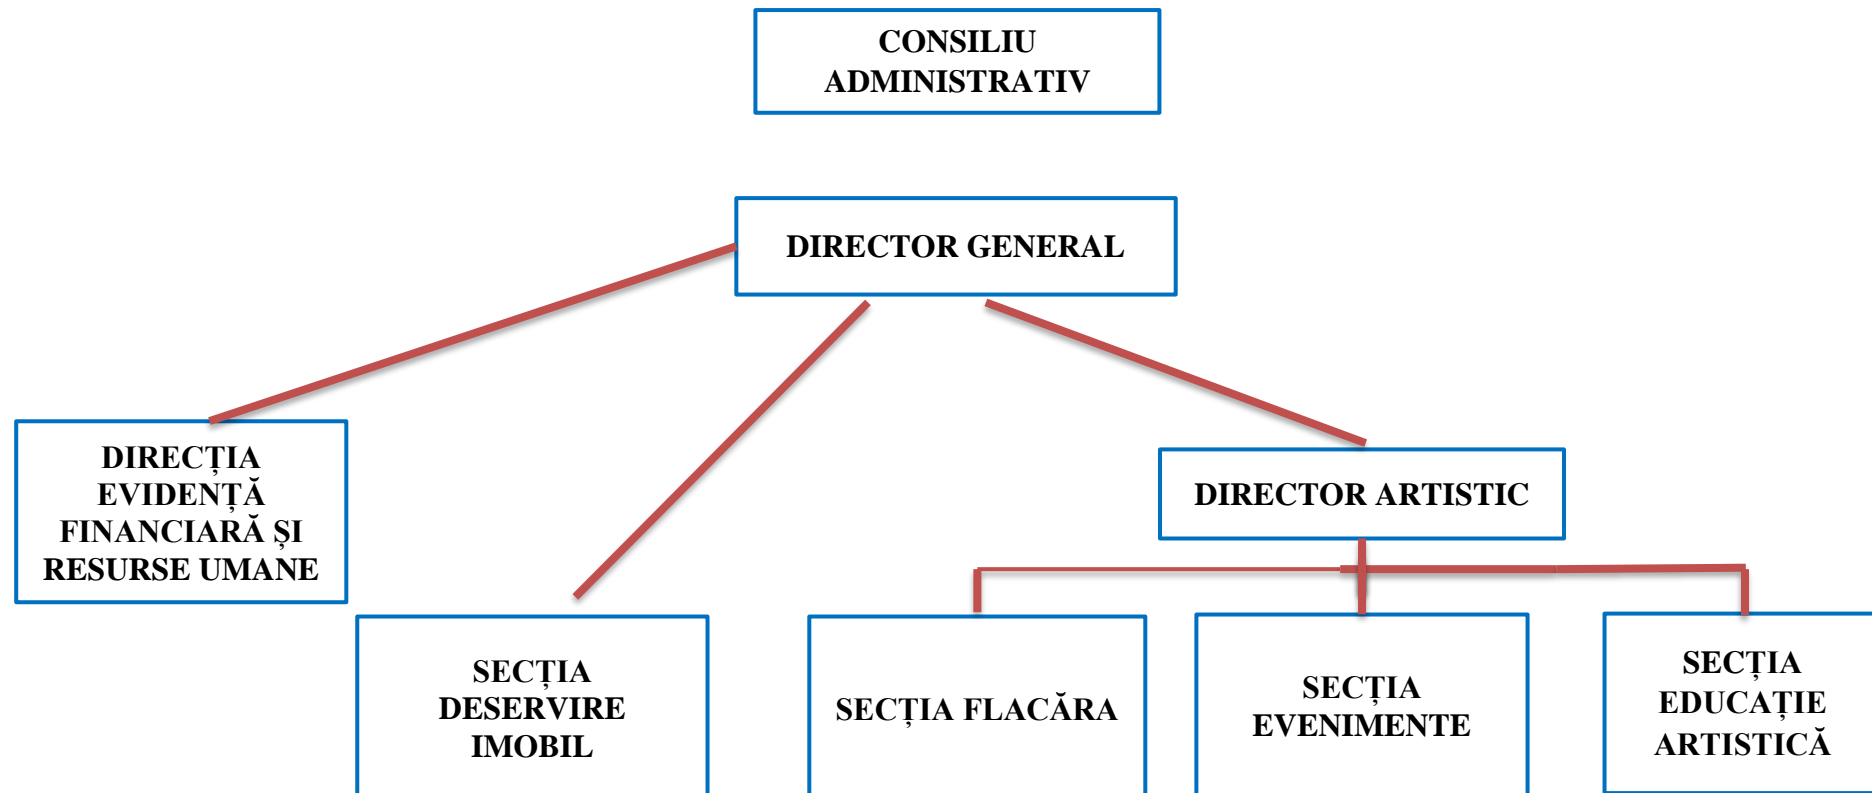 CONSILIU
ADMINISTRATIV
DIRECTOR GENERAL
DIRECȚIA
EVIDENȚĂ
FINANCIARĂ ȘI
RESURSE UMANE
DIRECTOR ARTISTIC
SECȚIA
DESERVIRE
IMOBIL
SECȚIA FLACĂRA
SECȚIA
EVENIMENTE
SECȚIA
EDUCAȚIE
ARTISTICĂ